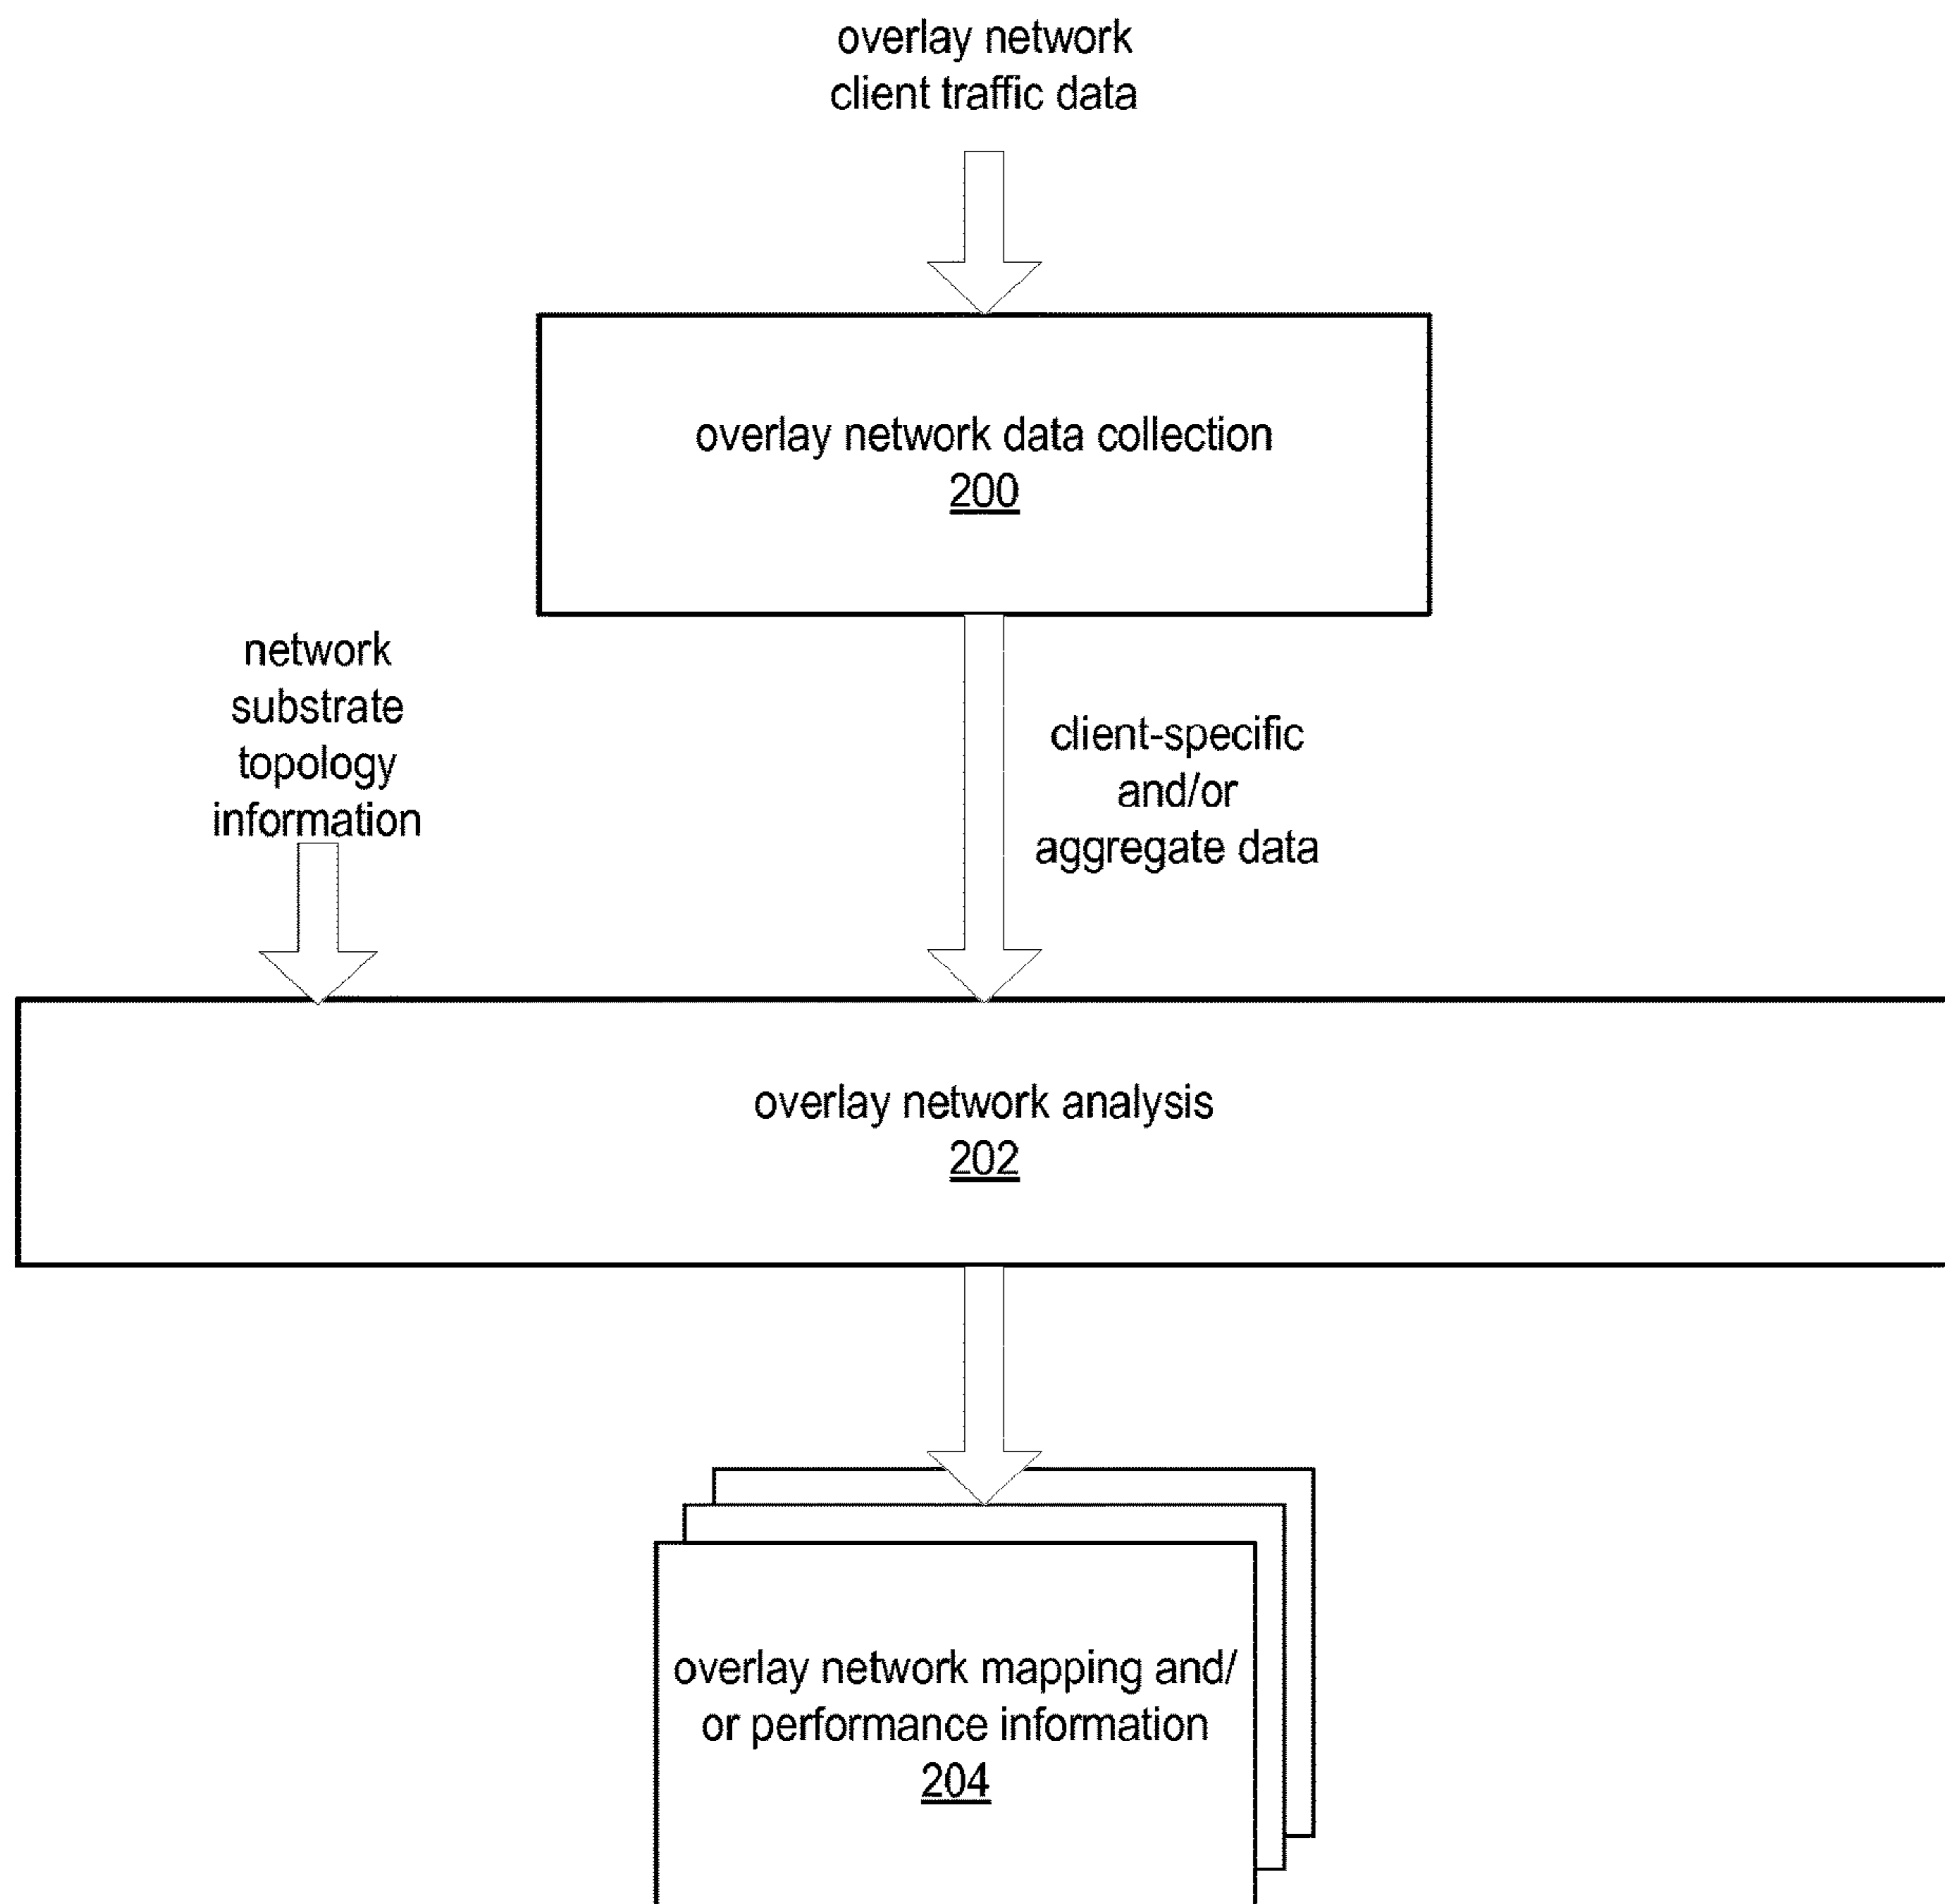 overlay network
client traffic data
overlay network data collection
200
network
substrate
topology
information
client-specific
and/or
aggregate data
overlay network analysis
202
overlay network mapping and/
or performance information
204